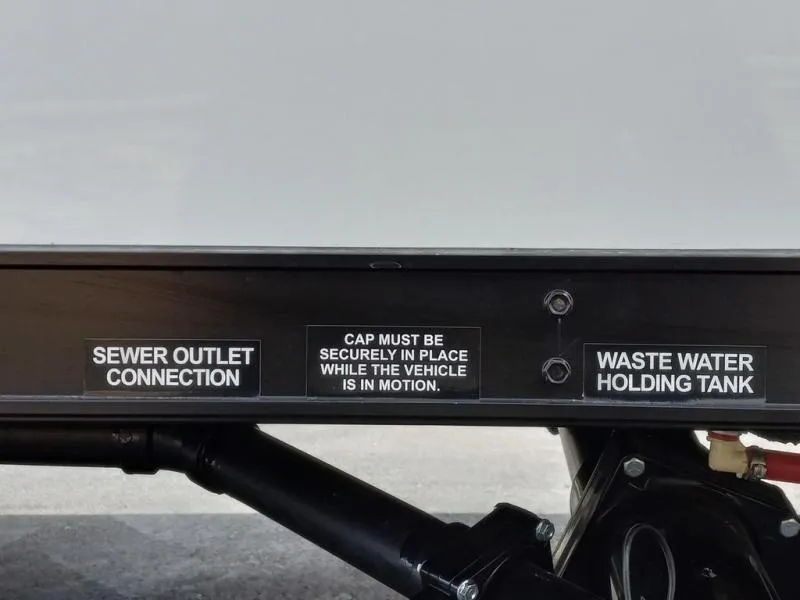 SEWER OUTLET
CONNECTION
CAP MUST BE
SECURELY IN PLACE
WHILE THE VEHICLE
IS IN MOTION.
WASTE WATER
HOLDING TANK